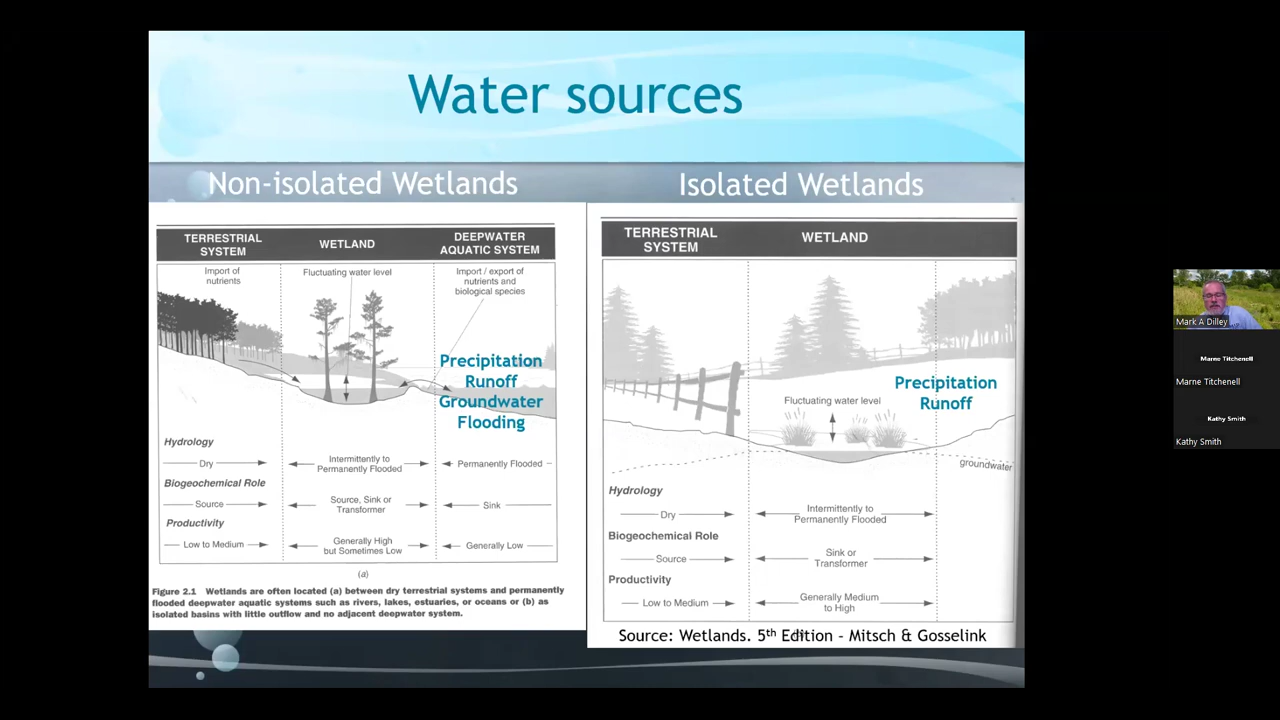 Water sources
Non-isolated Wetlands
TERRESTRIAL
SYSTEM
WETLAND
DEEPWATER
AQUATIC SYSTEM
Import of
nutrients
Fluctuating water level
Import / export of
nutrients and
biological species
Precipitation
Runoff
Groundwater
Flooding
Hydrology
Dry
Intermittently to
Permanently Flooded
Permanently Flooded
Biogeochemical Role
Source
Source, Sink or
Transformer
Sink
Productivity
Low to Medium
Generally High
but Sometimes Low
Generally Low
(a)
Figure 2.1 Wetlands are often located (a) between dry terrestrial systems and permanently
flooded deepwater aquatic systems such as rivers, lakes, estuaries, or oceans or (b) as
isolated basins with little outflow and no adjacent deepwater system.
Isolated Wetlands
TERRESTRIAL
SYSTEM
WETLAND
Precipitation
Runoff
Fluctuating water level
groundwater
Hydrology
Dry
Intermittently to
Permanently Flooded
Biogeochemical Role
Source
Sink or
Transformer
Productivity
Low to Medium
Generally Medium
to High
Source: Wetlands. 5th Edition - Mitsch & Gosselink
Mark A Dilley
Marne Titchenell
Marne Titchenell
Kathy Smith
Kathy Smith